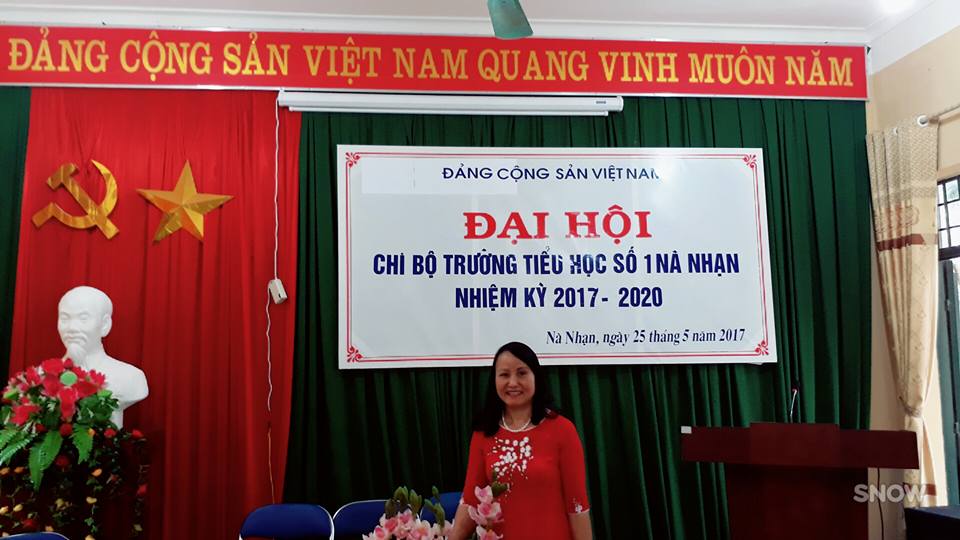 ĐẢNG CỘNG SẢN VIỆT NAM QUANG VINH MUÔN NĂM
ĐẢNG CỘNG SẢN VIỆT NAM
ĐẠI HỘI
CHI BỘ TRƯỜNG TIỂU HỌC SỐ 1 NÀ NHẠN
NHIỆM KỲ 2017- 2020
Nà Nhạn, ngày 25 tháng 5 năm 2017
SNOW